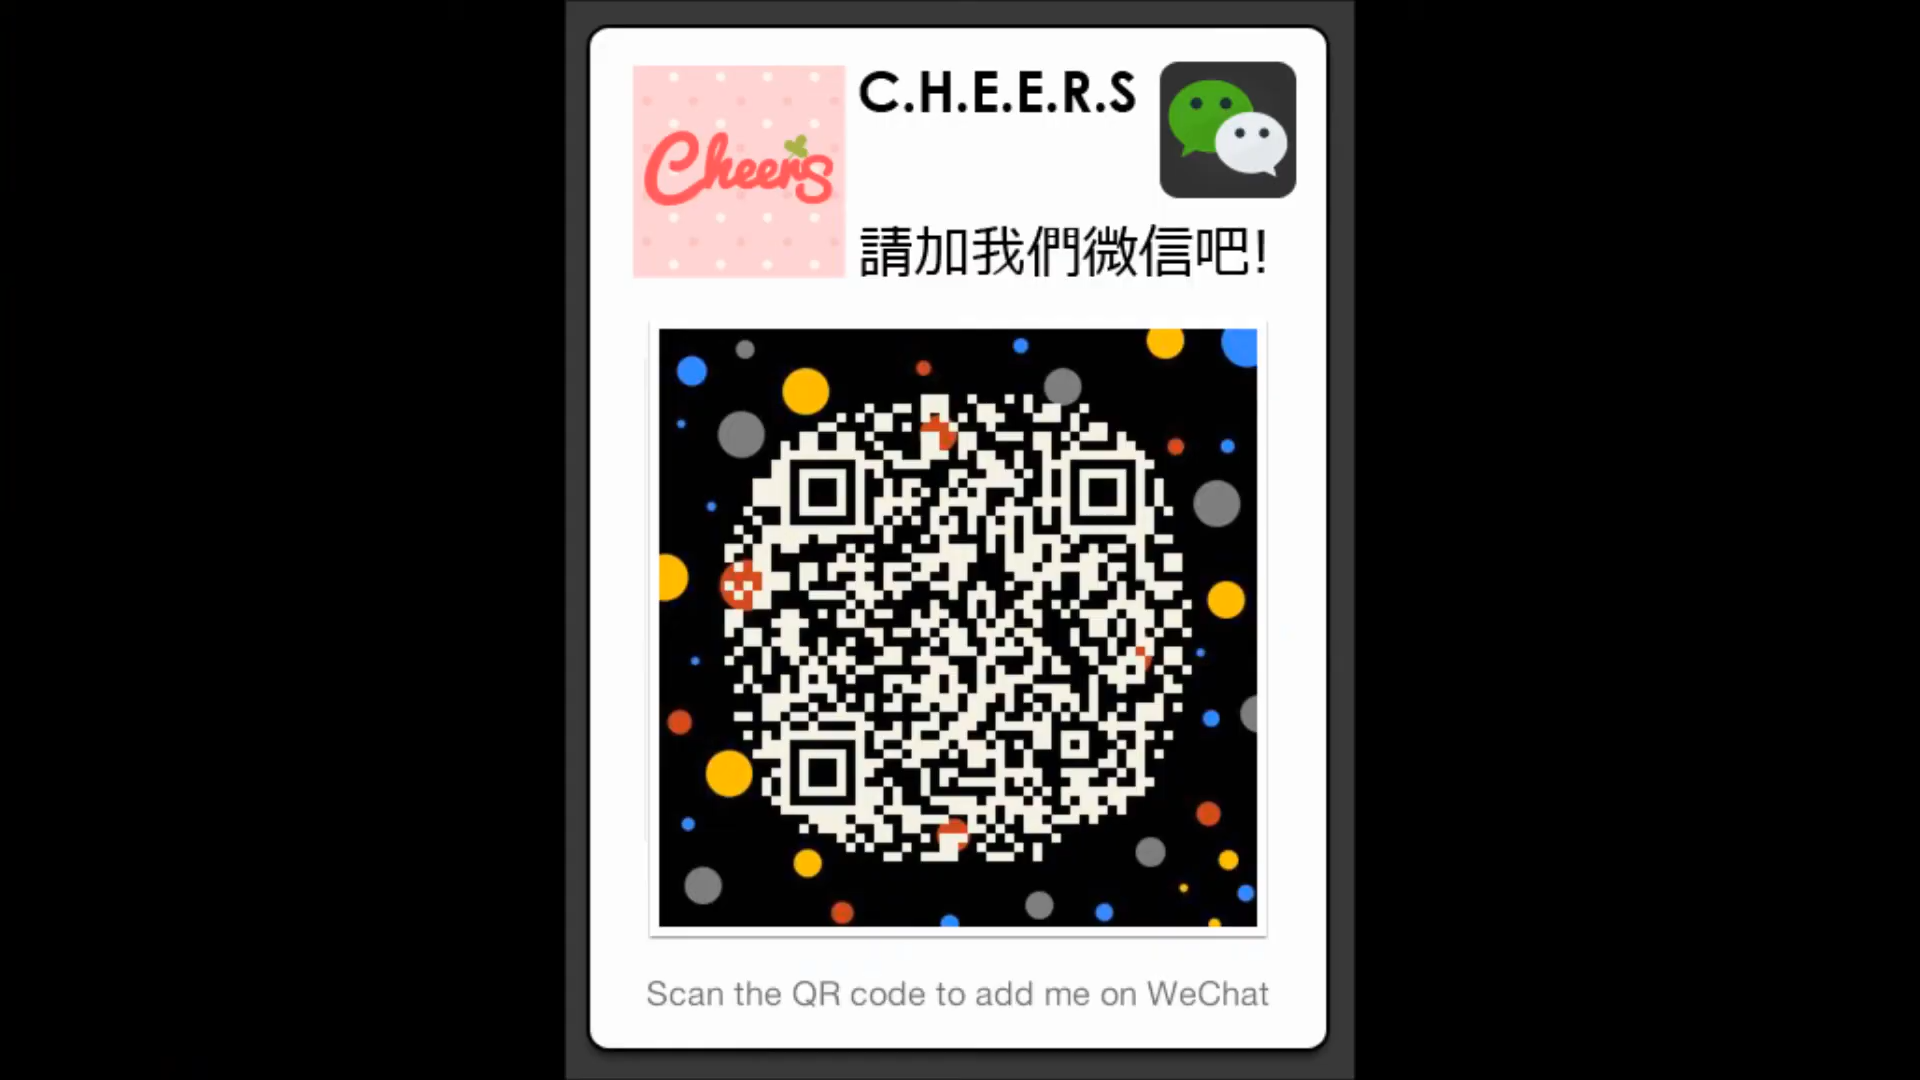 C.H.E.E.R.S
Cheers
請加我們微信吧!
Scan the QR code to add me on WeChat